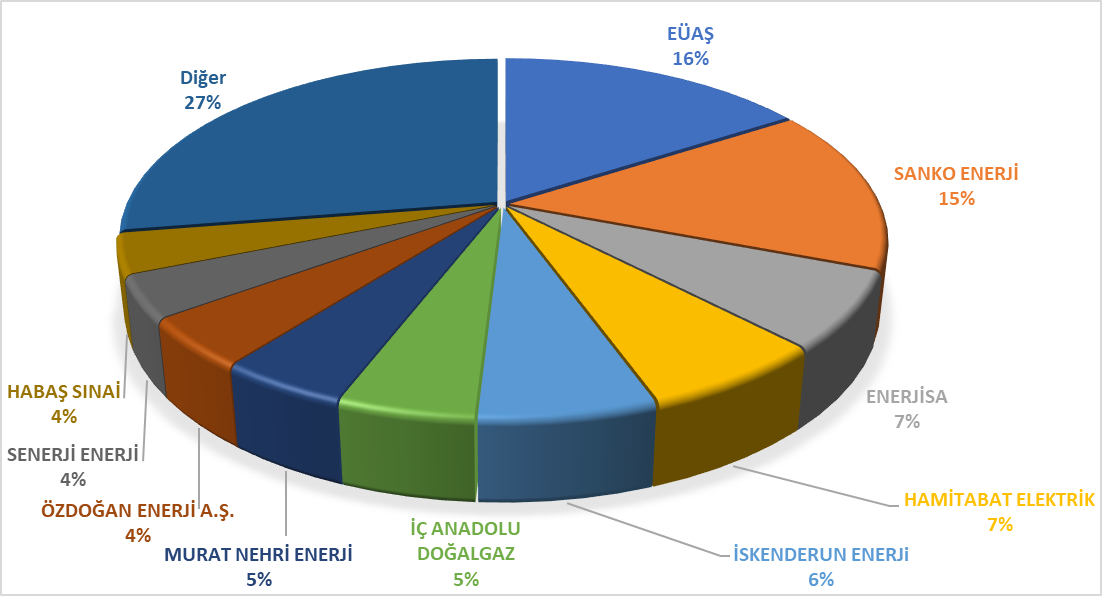 EÜAŞ
16%
SANKO ENERJİ
15%
ENERJİSA
7%
HAMİTABAT ELEKTRİK
7%
İSKENDERUN ENERJi
6%
İÇ ANADOLU
DOĞALGAZ
5%
MURAT NEHRİ ENERJİ
5%
ÖZDOĞAN ENERJİ A.Ş.
4%
SENERJİ ENERJİ
4%
HABAŞ SINAİ
4%
Diğer
27%